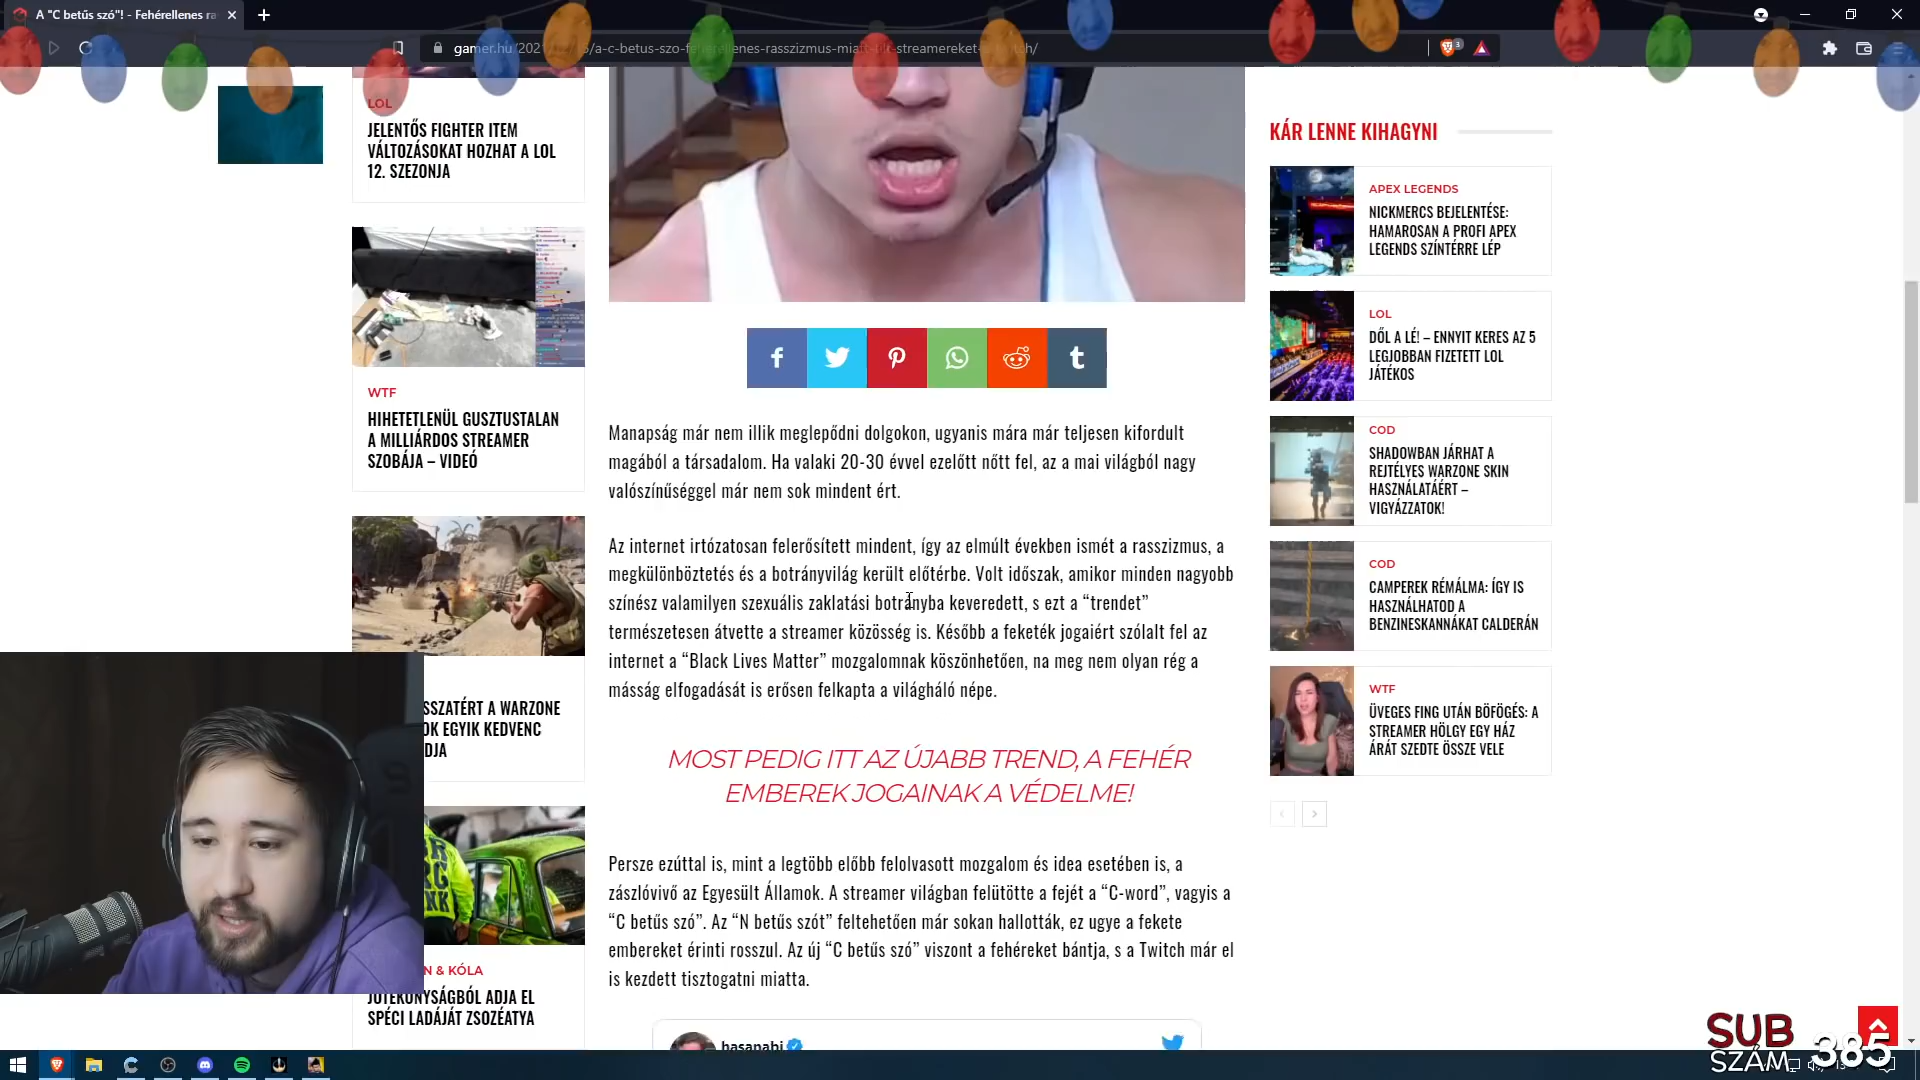 A "C betűs szó"! - Fehérellenes ra
gamer.hu/2021/
a-c-betus-szo-
streamereket-
LOL
JELENTŐS FIGHTER ITEM
VÁLTOZÁSOKAT HOZHAT A LOL
12. SZEZONJA
WTF
HIHETETLENÜL GUSZTUSTALAN
A MILLIÁRDOS STREAMER
SZOBÁJA – VIDEÓ
SSZATÉRT A WARZONE
OK EGYIK KEDVENC
DJA
N & KÓLA
JÓTÉKONYSÁGBÓL ADJA EL
SPÉCI LADÁJÁT ZSOZÉATYA
Manapság már nem illik meglepődni dolgokon, ugyanis mára már teljesen kifordult
magából a társadalom. Ha valaki 20-30 évvel ezelőtt nőtt fel, az a mai világból nagy
valószínűséggel már nem sok mindent ért.
Az internet irtózatosan felerősített mindent, így az elmúlt években ismét a rasszizmus, a
megkülönböztetés és a botrányvilág került előtérbe. Volt időszak, amikor minden nagyobb
színész valamilyen szexuális zaklatási botrányba keveredett, s ezt a “trendet”
természetesen átvette a streamer közösség is. Később a feketék jogaiért szólalt fel az
internet a “Black Lives Matter” mozgalomnak köszönhetően, na meg nem olyan rég a
másság elfogadását is erősen felkapta a világháló népe.
MOST PEDIG ITT AZ ÚJABB TREND, A FEHÉR
EMBEREK JOGAINAK A VÉDELME!
Persze ezúttal is, mint a legtöbb előbb felolvasott mozgalom és idea esetében is, a
zászlóvivő az Egyesült Államok. A streamer világban felütötte a fejét a “C-word”, vagyis a
“C betűs szó”. Az “N betűs szót” feltehetően már sokan hallották, ez ugye a fekete
embereket érinti rosszul. Az új “C betűs szó” viszont a fehéreket bántja, s a Twitch már el
is kezdett tisztogatni miatta.
hasanabi
KÁR LENNE KIHAGYNI
APEX LEGENDS
NICKMERCS BEJELENTÉSE:
HAMAROSAN A PROFI APEX
LEGENDS SZÍNTÉRRE LÉP
LOL
DŐL A LÉ! – ENNYIT KERES AZ 5
LEGJOBBAN FIZETETT LOL
JÁTÉKOS
COD
SHADOWBAN JÁRHAT A
REJTÉLYES WARZONE SKIN
HASZNÁLATÁÉRT –
VIGYÁZZATOK!
COD
CAMPEREK RÉMÁLMA: ÍGY IS
HASZNÁLHATOD A
BENZINESKANNÁKAT CALDERÁN
WTF
ÜVEGES FING UTÁN BÖFÖGÉS: A
STREAMER HÖLGY EGY HÁZ
ÁRÁT SZEDTE ÖSSZE VELE
SUB
SZÁM 385